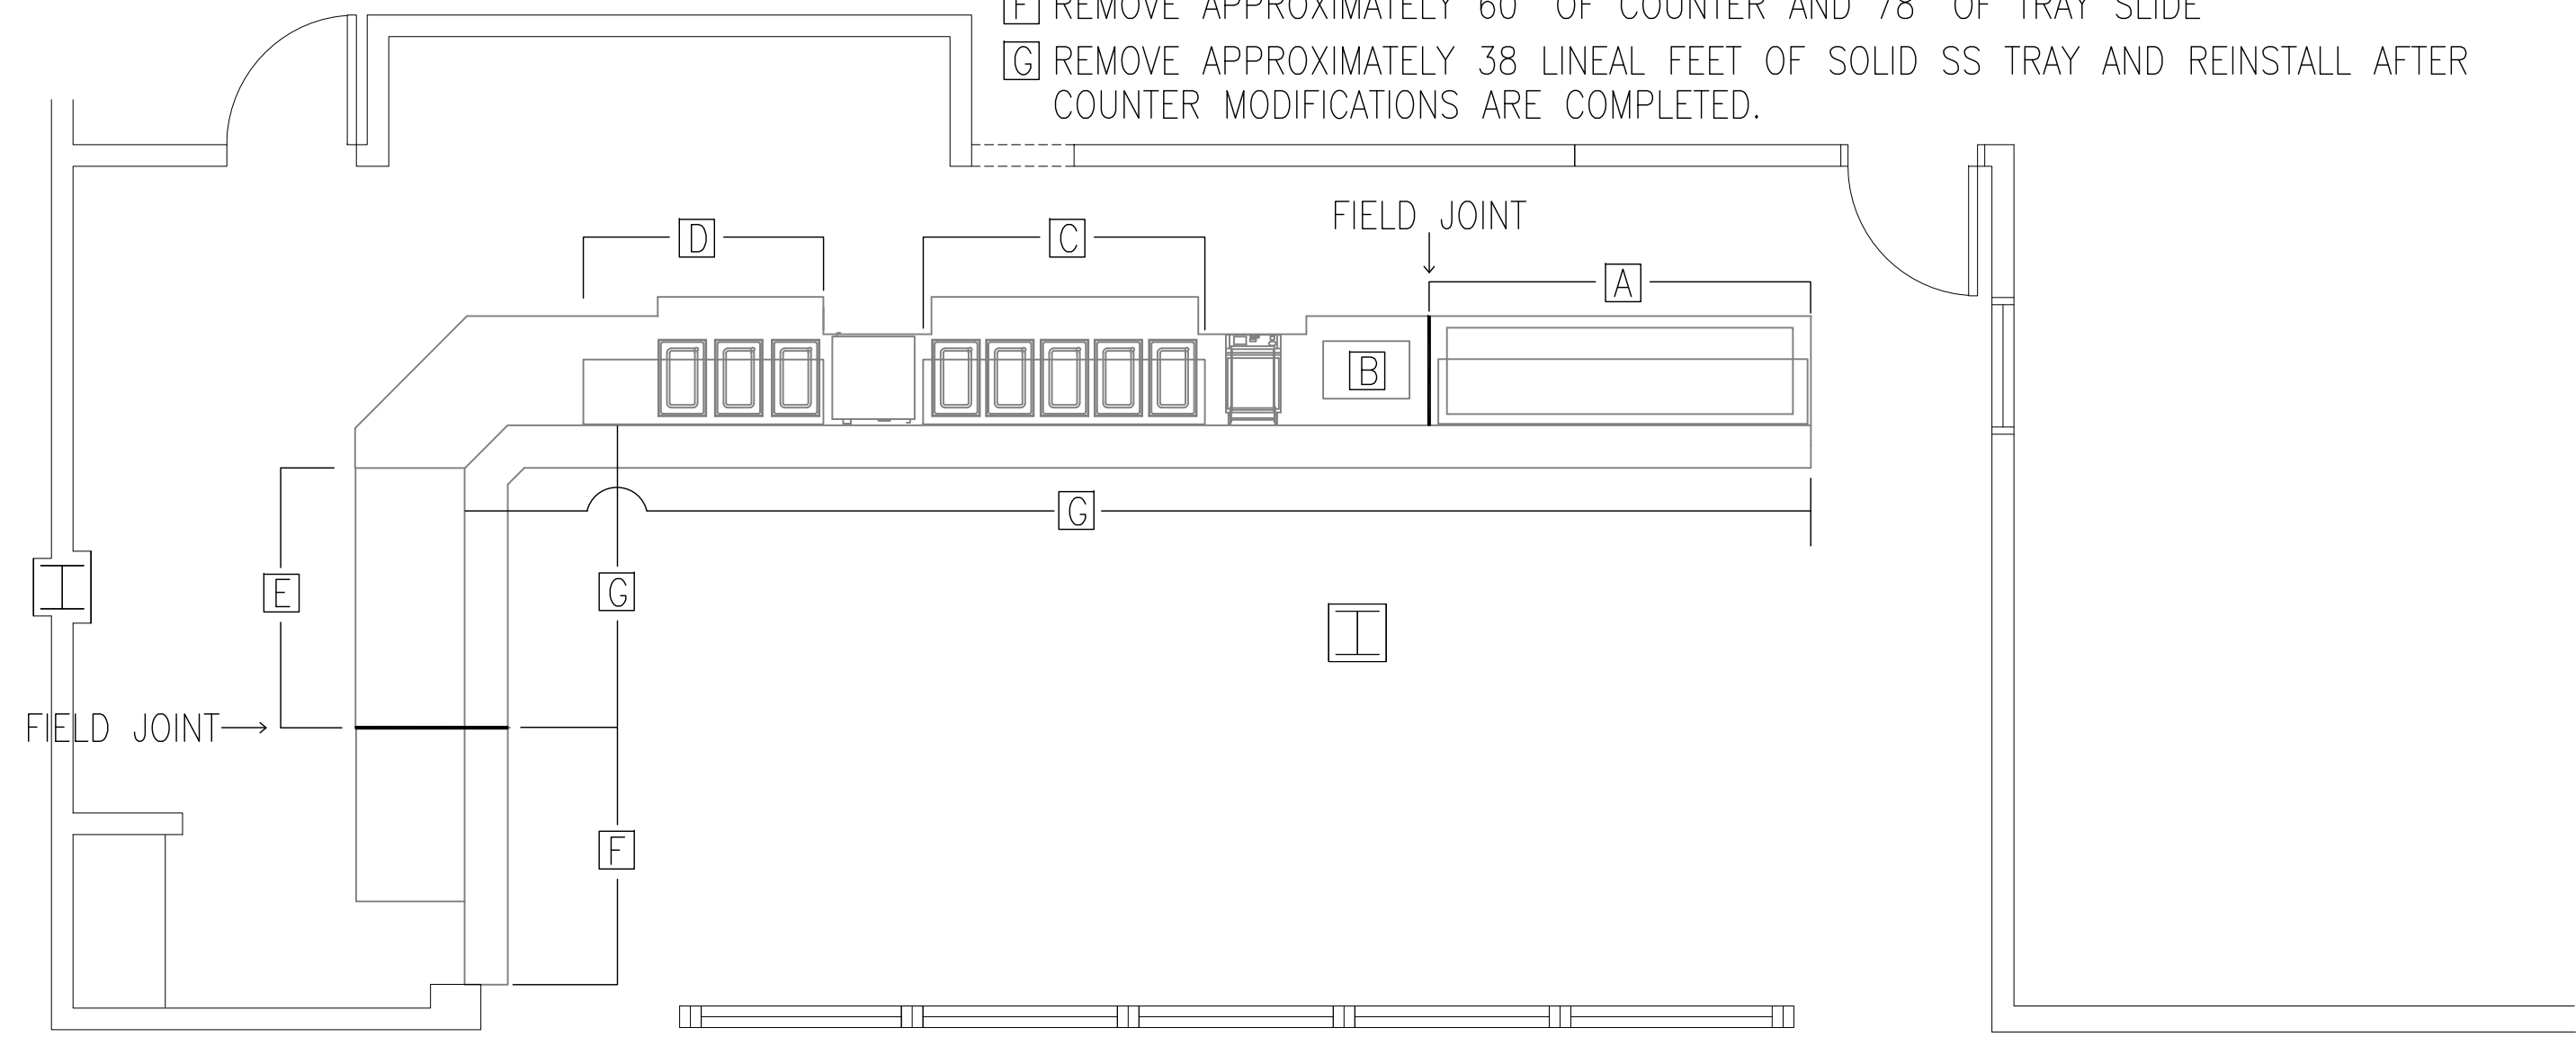 F REMOVE APPROXIMATELY 60" OF COUNTER AND 78" OF TRAY SLIDE
G REMOVE APPROXIMATELY 38 LINEAL FEET OF SOLID SS TRAY AND REINSTALL AFTER
COUNTER MODIFICATIONS ARE COMPLETED.
FIELD JOINT
D
C
A
B
G
E
G
FIELD JOINT
F